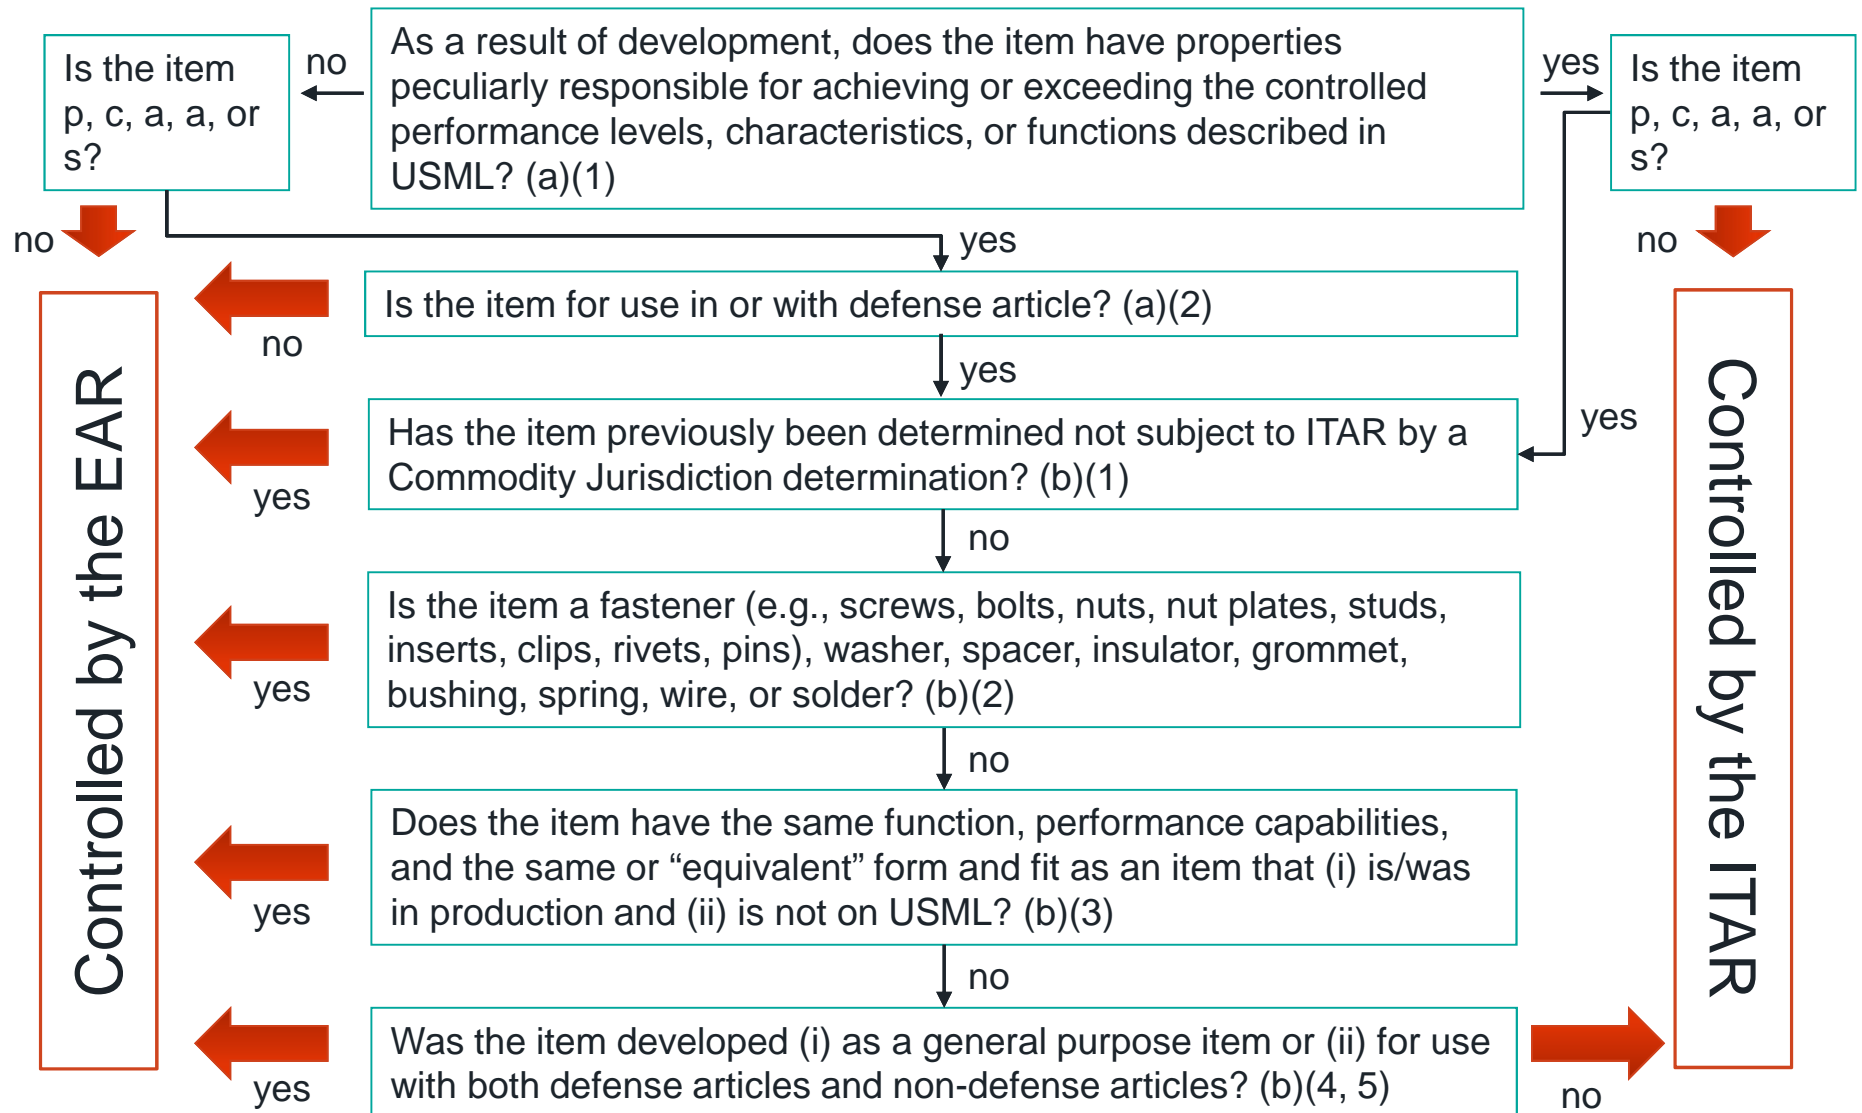 Is the item
p, c, a, a, or
s?
no
As a result of development, does the item have properties
peculiarly responsible for achieving or exceeding the controlled
performance levels, characteristics, or functions described in
USML? (a)(1)
yes
Is the item
p, c, a, a, or
s?
no
yes
no
Is the item for use in or with defense article? (a)(2)
no
yes
Has the item previously been determined not subject to ITAR by a
Commodity Jurisdiction determination? (b)(1)
yes
yes
no
Is the item a fastener (e.g., screws, bolts, nuts, nut plates, studs,
inserts, clips, rivets, pins), washer, spacer, insulator, grommet,
bushing, spring, wire, or solder? (b)(2)
yes
no
Does the item have the same function, performance capabilities,
and the same or “equivalent” form and fit as an item that (i) is/was
in production and (ii) is not on USML? (b)(3)
yes
no
Was the item developed (i) as a general purpose item or (ii) for use
with both defense articles and non-defense articles? (b)(4, 5)
yes
no
Controlled by the EAR
Controlled by the ITAR